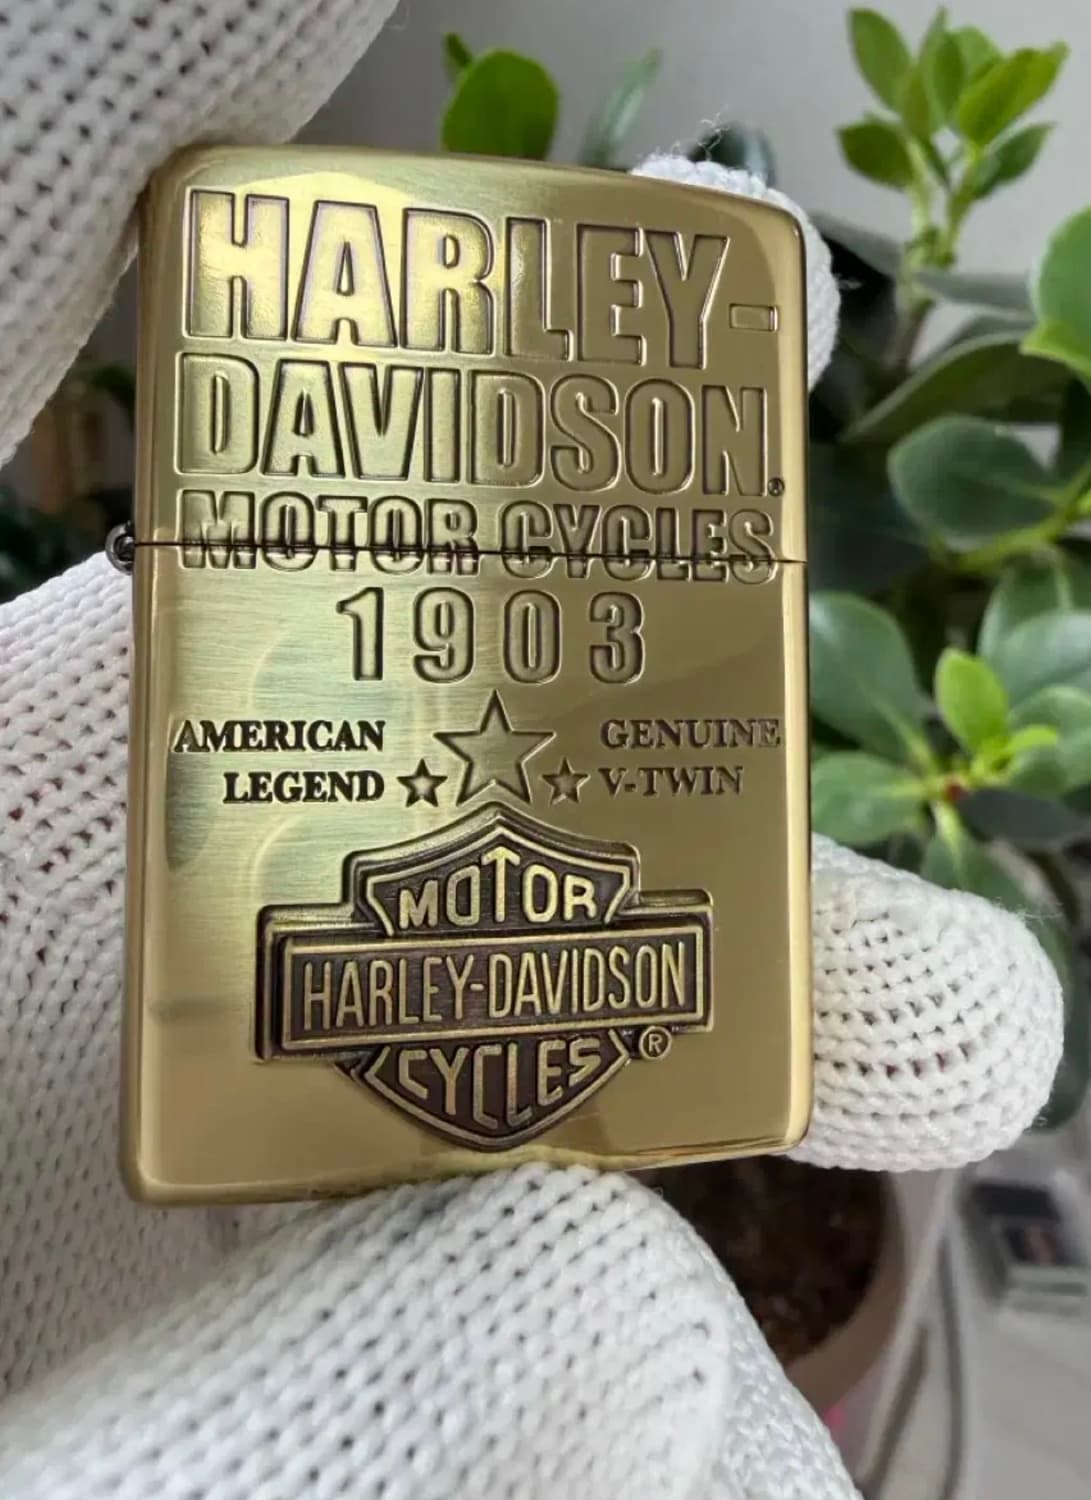 HARLEY-
DAVIDSON.
MOTOR CYCLES
1903
AMERICAN
LEGEND
GENUINE
V-TWIN
MOTOR
HARLEY-DAVIDSON
CYCLES ®